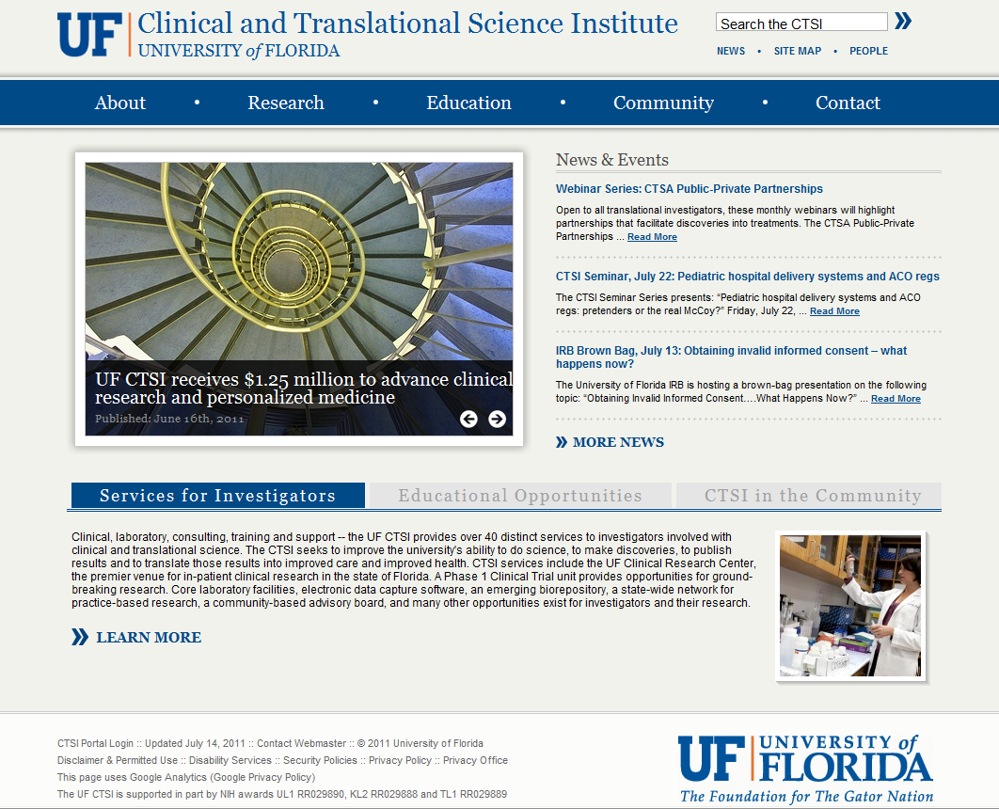 UF Clinical and Translational Science Institute
UNIVERSITY of FLORIDA
Search the CTSI
NEWS • SITE MAP • PEOPLE
About • Research • Education • Community • Contact
UF CTSI receives $1.25 million to advance clinical
research and personalized medicine
Published: June 16th, 2011
News & Events
Webinar Series: CTSA Public-Private Partnerships
Open to all translational investigators, these monthly webinars will highlight
partnerships that facilitate discoveries into treatments. The CTSA Public-Private
Partnerships ... Read More
CTSI Seminar, July 22: Pediatric hospital delivery systems and ACO regs
The CTSI Seminar Series presents: “Pediatric hospital delivery systems and ACO
regs: pretenders or the real McCoy?” Friday, July 22, ... Read More
IRB Brown Bag, July 13: Obtaining invalid informed consent – what
happens now?
The University of Florida IRB is hosting a brown-bag presentation on the following
topic: “Obtaining Invalid Informed Consent….What Happens Now?” ... Read More
MORE NEWS
Services for Investigators
Educational Opportunities
CTSI in the Community
Clinical, laboratory, consulting, training and support -- the UF CTSI provides over 40 distinct services to investigators involved with
clinical and translational science. The CTSI seeks to improve the university's ability to do science, to make discoveries, to publish
results and to translate those results into improved care and improved health. CTSI services include the UF Clinical Research Center,
the premier venue for in-patient clinical research in the state of Florida. A Phase 1 Clinical Trial unit provides opportunities for ground-
breaking research. Core laboratory facilities, electronic data capture software, an emerging biorepository, a state-wide network for
practice-based research, a community-based advisory board, and many other opportunities exist for investigators and their research.
LEARN MORE
CTSI Portal Login :: Updated July 14, 2011 :: Contact Webmaster :: © 2011 University of Florida
Disclaimer & Permitted Use :: Disability Services :: Security Policies :: Privacy Policy :: Privacy Office
This page uses Google Analytics (Google Privacy Policy)
The UF CTSI is supported in part by NIH awards UL1 RR029890, KL2 RR029888 and TL1 RR029889
UF UNIVERSITY of
FLORIDA
The Foundation for The Gator Nation